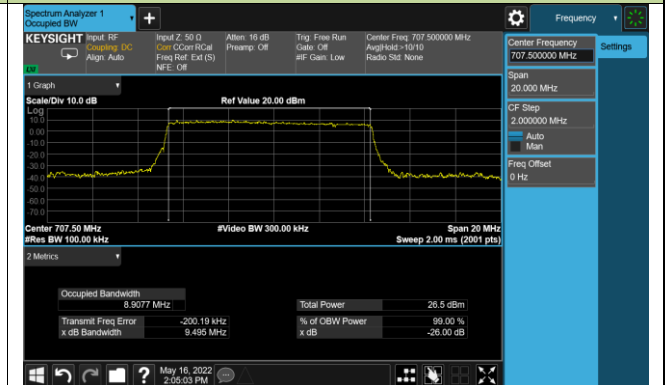 Spectrum Analyzer 1
Occupied BW
Frequency
KEYSIGHT
Input: RF
Coupling: DC
Align: Auto
Input Z: 50 Ω
Corr CCorr RCal
Freq Ref: Ext (S)
NFE: Off
Atten: 16 dB
Preamp: Off
Trig: Free Run
Gate: Off
#IF Gain: Low
Center Freq: 707.500000 MHz
Avg|Hold:>10/10
Radio Std: None
Center Frequency
707.500000 MHz
Settings
Span
20.000 MHz
CF Step
2.000000 MHz
Auto
Man
Freq Offset
0 Hz
1 Graph
Scale/Div 10.0 dB
Ref Value 20.00 dBm
Log
10.0
0.00
-10.0
-20.0
-30.0
-40.0
-50.0
-60.0
-70.0
Center 707.50 MHz
#Video BW 300.00 kHz
Span 20 MHz
#Res BW 100.00 kHz
Sweep 2.00 ms (2001 pts)
2 Metrics
Occupied Bandwidth
8.9077 MHz
Total Power 26.5 dBm
Transmit Freq Error -200.19 kHz
% of OBW Power 99.00 %
x dB Bandwidth 9.495 MHz
x dB -26.00 dB
May 16, 2022
2:05:03 PM